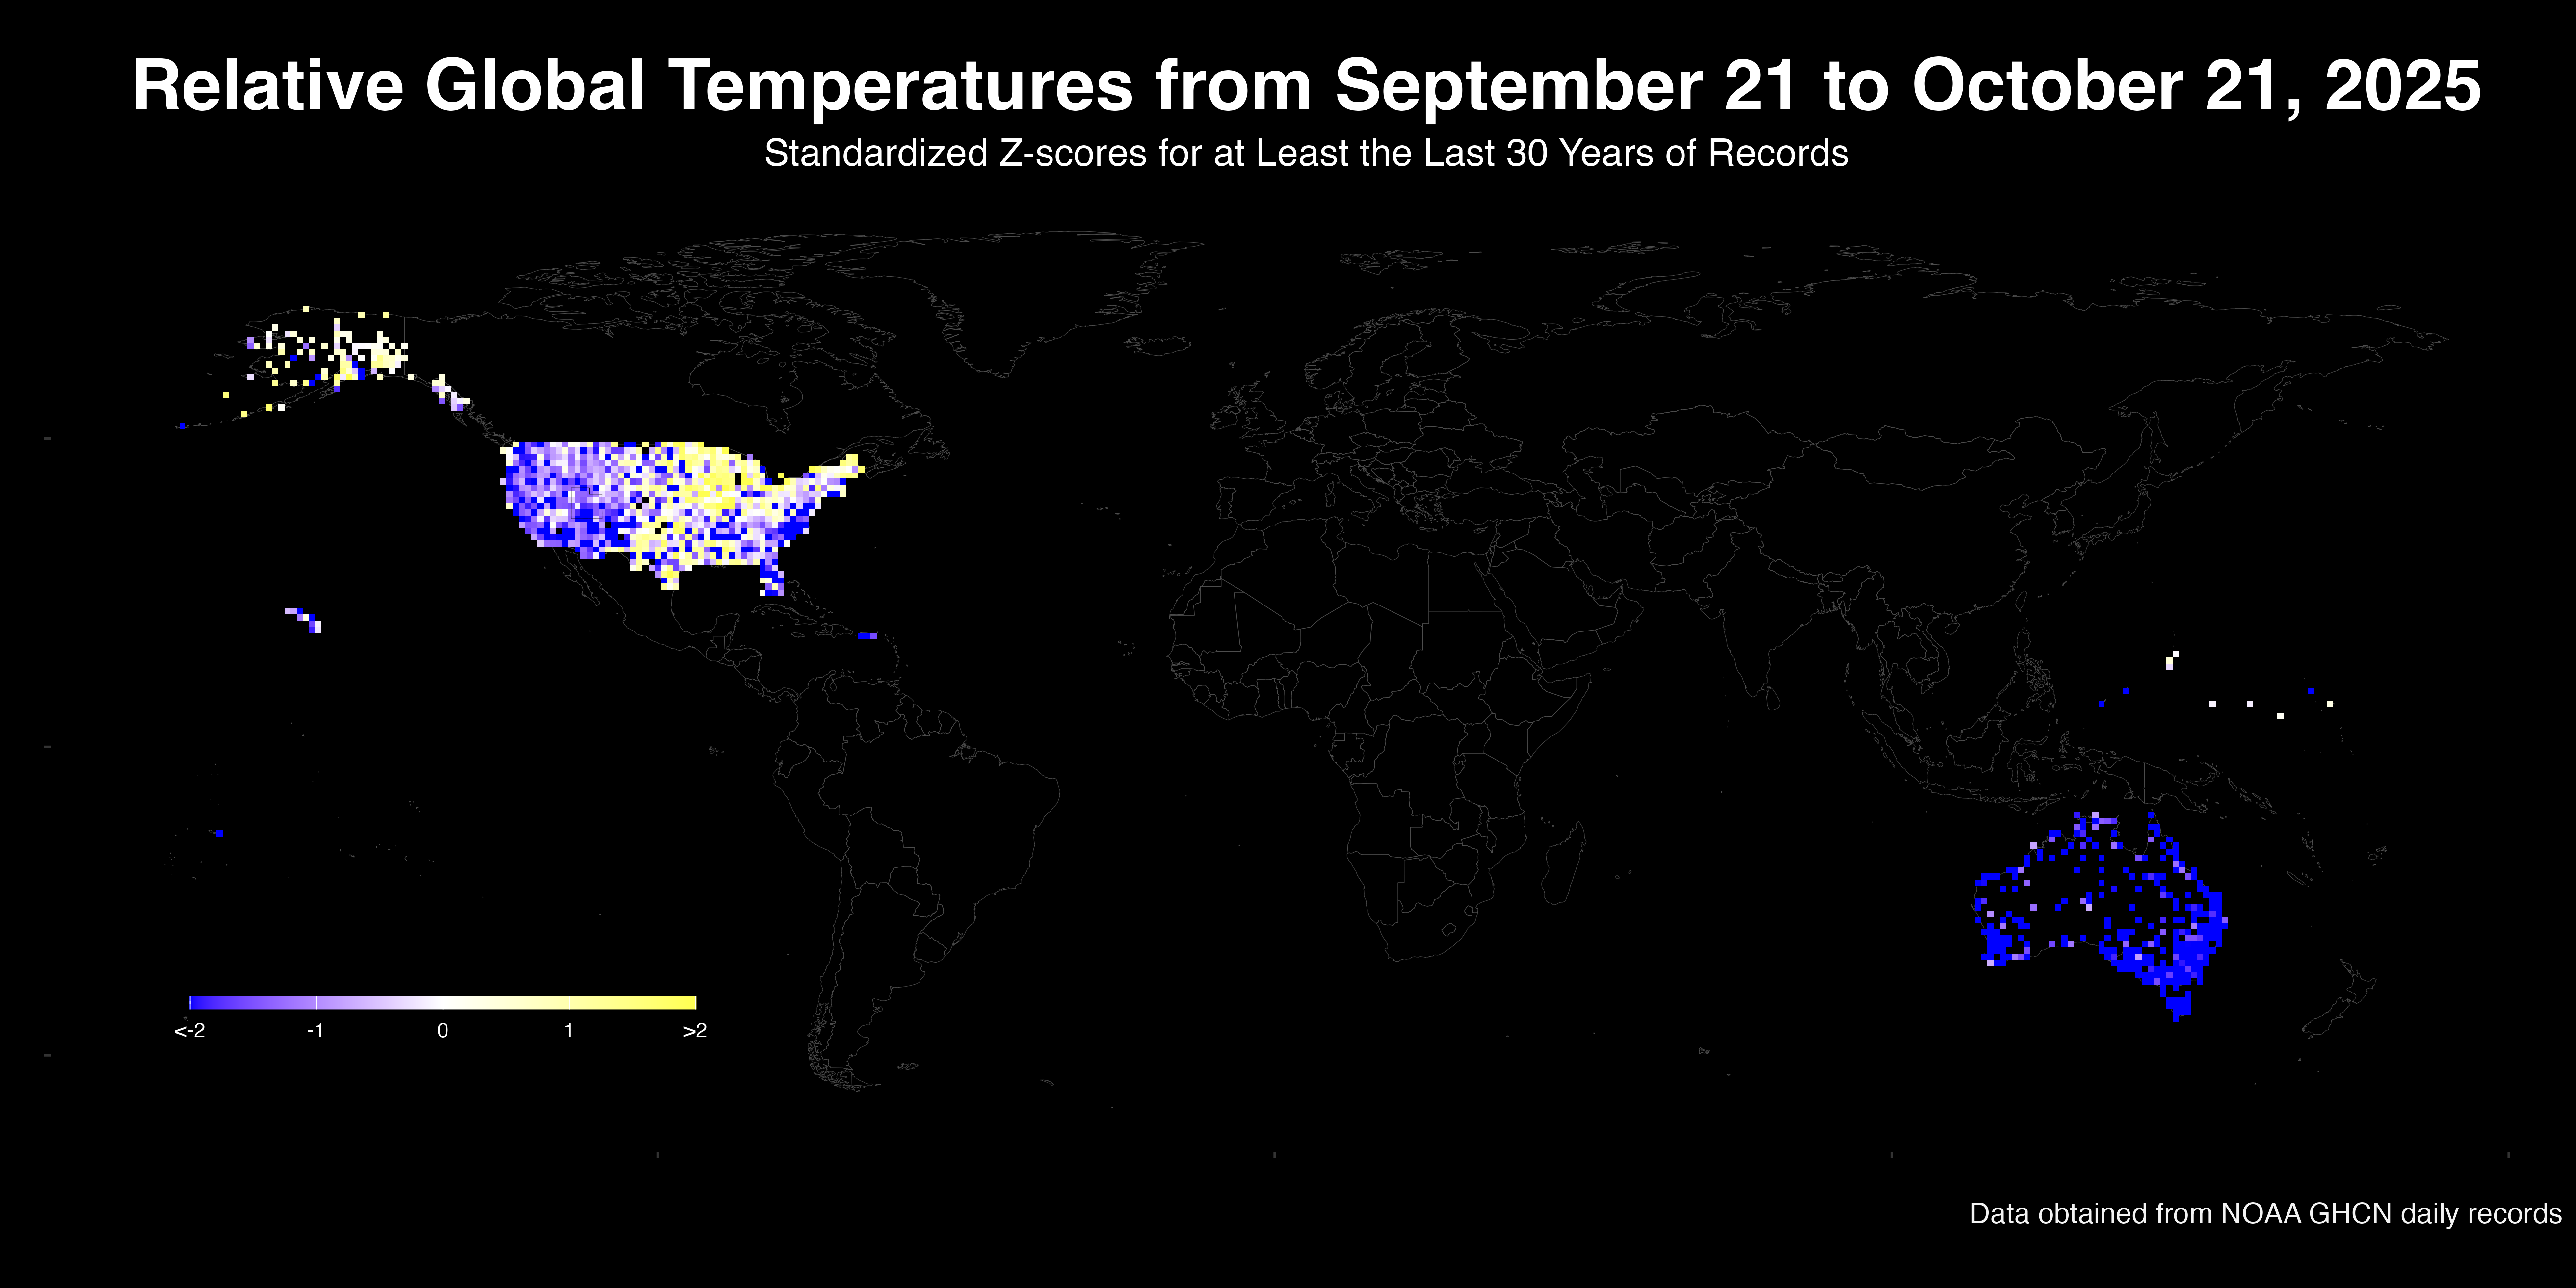 Relative Global Temperatures from September 21 to October 21, 2025
Standardized Z-scores for at Least the Last 30 Years of Records
<-2 -1 0 1 >2
Data obtained from NOAA GHCN daily records